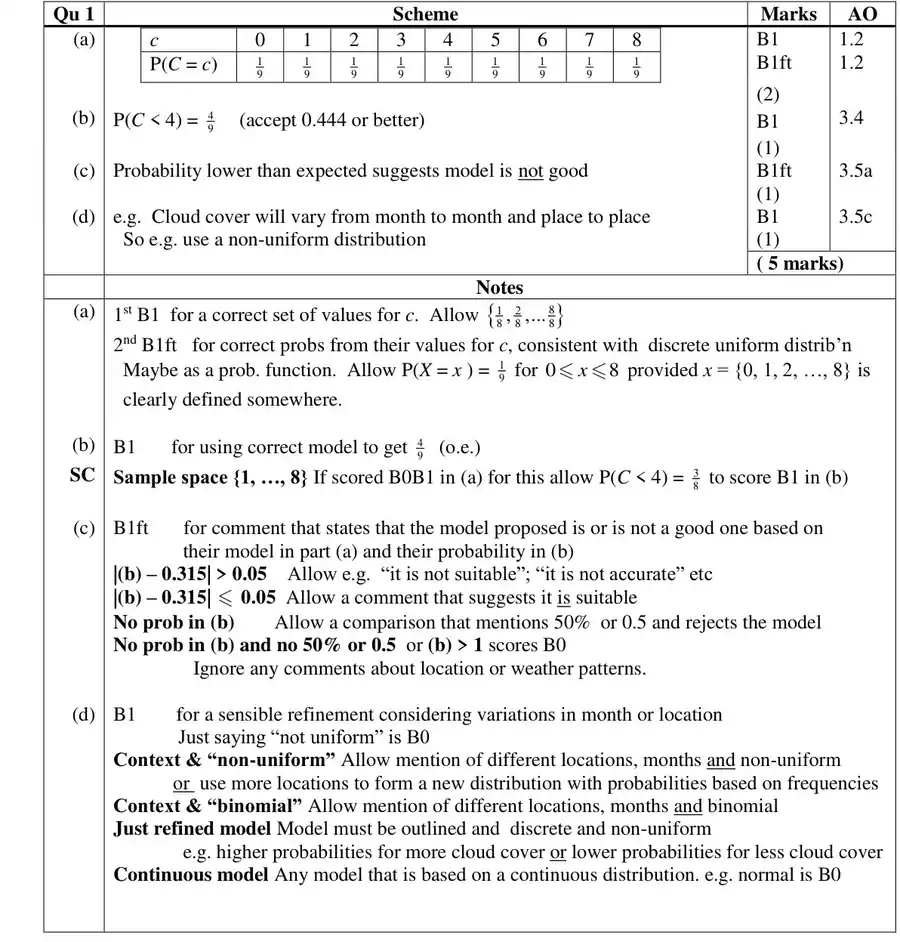 Qu 1 Scheme Marks AO
(a) c 0 1 2 3 4 5 6 7 8 B1 1.2
P(C = c) 1/9 1/9 1/9 1/9 1/9 1/9 1/9 1/9 1/9 B1ft 1.2
(2)
(b) P(C < 4) = 4/9 (accept 0.444 or better) B1 3.4
(1)
(c) Probability lower than expected suggests model is not good B1ft 3.5a
(1)
(d) e.g. Cloud cover will vary from month to month and place to place B1 3.5c
So e.g. use a non-uniform distribution (1)
( 5 marks)
Notes
(a) 1st B1 for a correct set of values for c. Allow {1/8, 2/8, ... 8/8}
2nd B1ft for correct probs from their values for c, consistent with discrete uniform distrib’n
Maybe as a prob. function. Allow P(X = x ) = 1/9 for 0 ⩽ x ⩽ 8 provided x = {0, 1, 2, …, 8} is
clearly defined somewhere.
(b) B1 for using correct model to get 4/9 (o.e.)
SC Sample space {1, …, 8} If scored B0B1 in (a) for this allow P(C < 4) = 3/8 to score B1 in (b)
(c) B1ft for comment that states that the model proposed is or is not a good one based on
their model in part (a) and their probability in (b)
|(b) – 0.315| > 0.05 Allow e.g. “it is not suitable”; “it is not accurate” etc
|(b) – 0.315| ⩽ 0.05 Allow a comment that suggests it is suitable
No prob in (b) Allow a comparison that mentions 50% or 0.5 and rejects the model
No prob in (b) and no 50% or 0.5 or (b) > 1 scores B0
Ignore any comments about location or weather patterns.
(d) B1 for a sensible refinement considering variations in month or location
Just saying “not uniform” is B0
Context & “non-uniform” Allow mention of different locations, months and non-uniform
or use more locations to form a new distribution with probabilities based on frequencies
Context & “binomial” Allow mention of different locations, months and binomial
Just refined model Model must be outlined and discrete and non-uniform
e.g. higher probabilities for more cloud cover or lower probabilities for less cloud cover
Continuous model Any model that is based on a continuous distribution. e.g. normal is B0